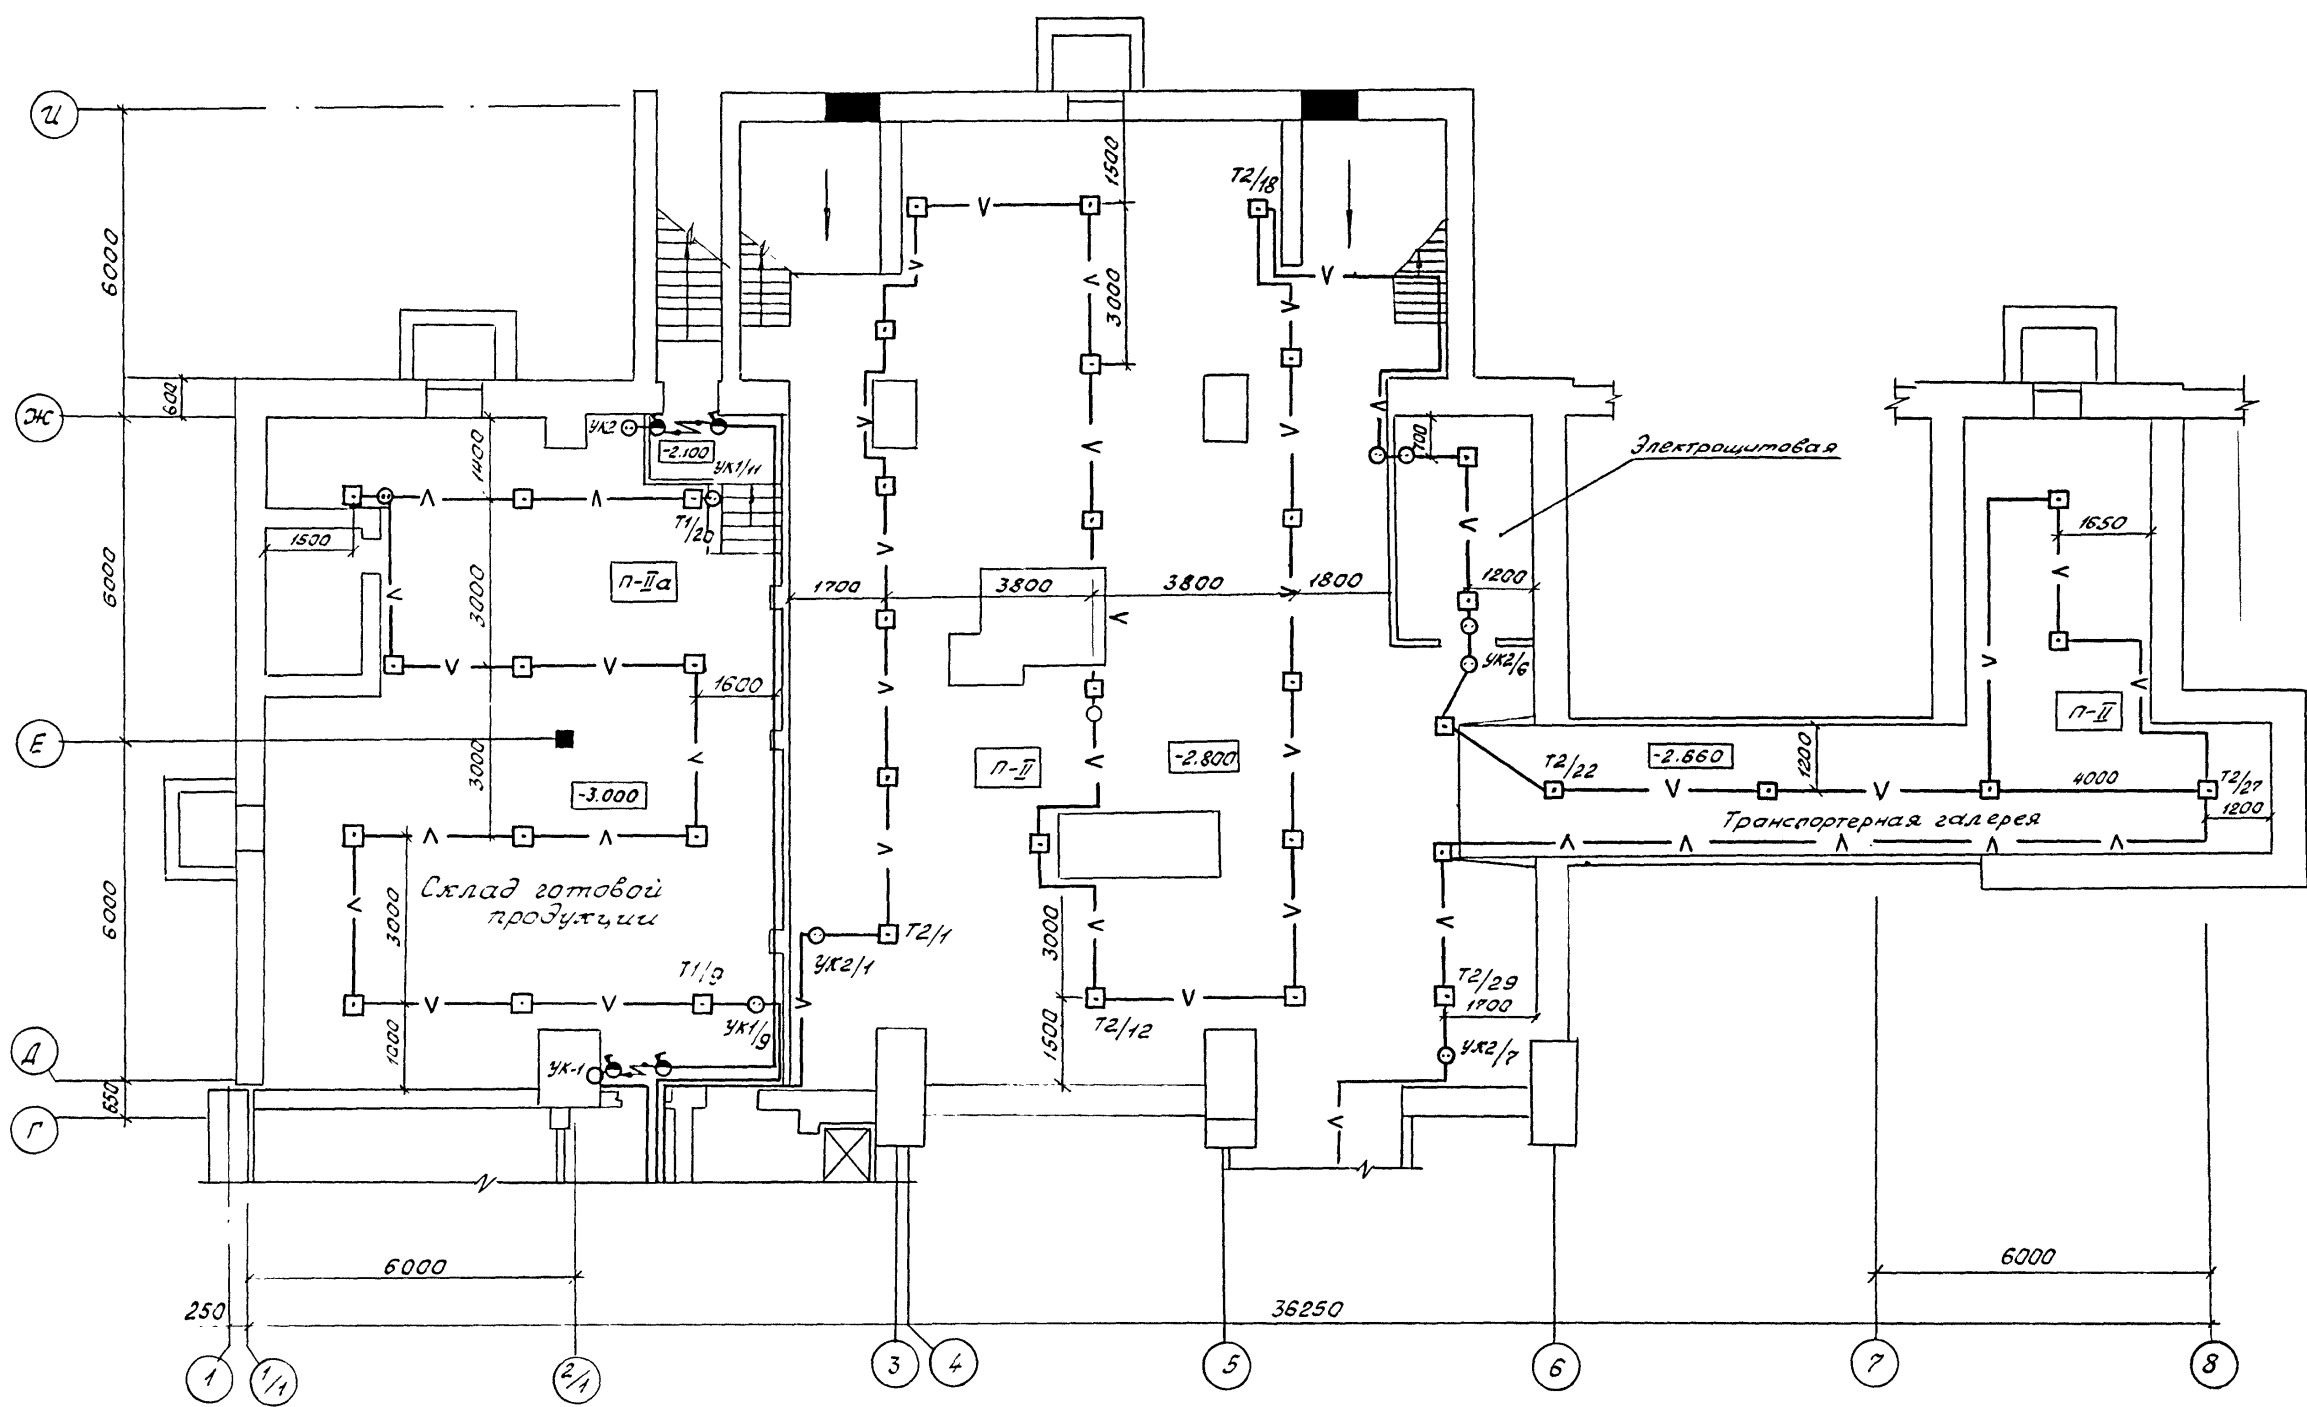 И
6000
1500
Т2/18
3000
600
Ж
УК2
-2.100
УК1/11
1400
700
Электрощитовая
Т1/20
1500
1650
6000
П-IIа
3000
1700
3800
3800
1800
1200
УК2/6
1600
П-II
Е
3000
-3.000
П-II
-2.800
Т2/22
-2.660
1200
4000
Т2/27
1200
Транспортерная галерея
Склад готовой
продукции
6000
3000
Т1/9
УК1/9
Т2/1
УК2/1
3000
Т2/12
1500
Т2/29
1700
УК2/7
1000
УК-1
Д
650
Г
6000
6000
250
36250
1
1/1
2/1
3
4
5
6
7
8